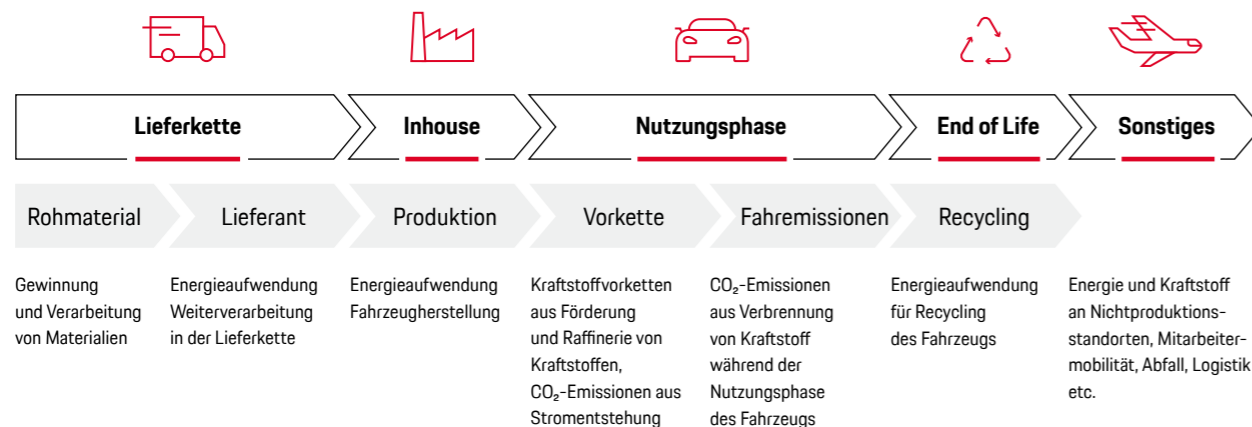 Lieferkette
Inhouse
Nutzungsphase
End of Life
Sonstiges
Rohmaterial
Lieferant
Produktion
Vorkette
Fahremissionen
Recycling
Gewinnung
und Verarbeitung
von Materialien
Energieaufwendung
Weiterverarbeitung
in der Lieferkette
Energieaufwendung
Fahrzeugherstellung
Kraftstoffvorketten
aus Förderung
und Raffinerie von
Kraftstoffen,
CO₂-Emissionen aus
Stromentstehung
CO₂-Emissionen
aus Verbrennung
von Kraftstoff
während der
Nutzungsphase
des Fahrzeugs
Energieaufwendung
für Recycling
des Fahrzeugs
Energie und Kraftstoff
an Nichtproduktions-
standorten, Mitarbeiter-
mobilität, Abfall, Logistik
etc.